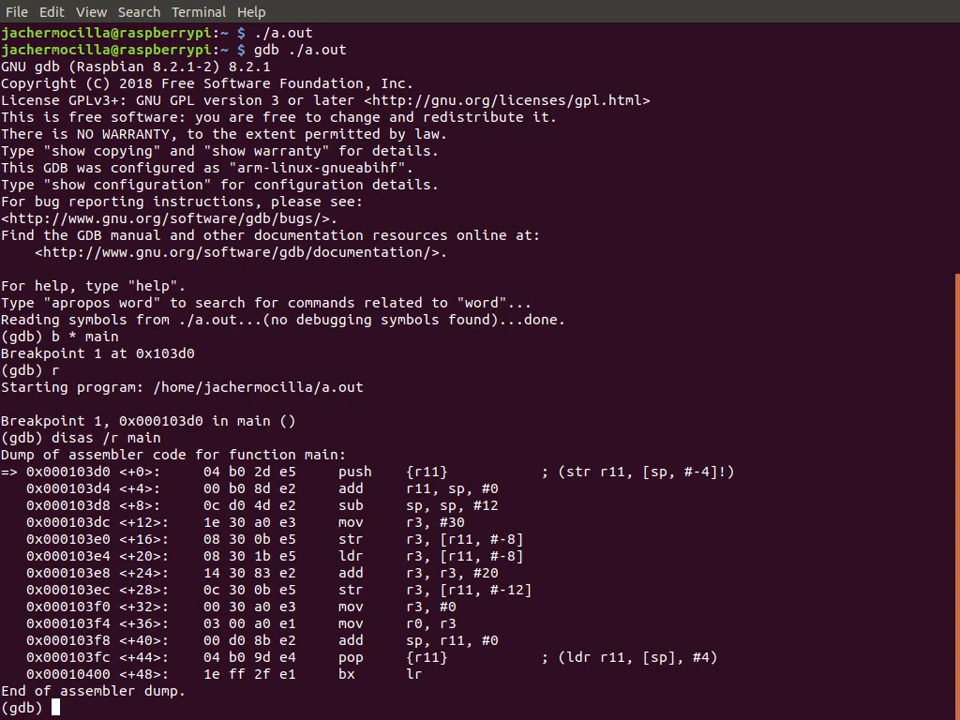 File Edit View Search Terminal Help
jachermocilla@raspberrypi:~ $ ./a.out
jachermocilla@raspberrypi:~ $ gdb ./a.out
GNU gdb (Raspbian 8.2.1-2) 8.2.1
Copyright (C) 2018 Free Software Foundation, Inc.
License GPLv3+: GNU GPL version 3 or later <http://gnu.org/licenses/gpl.html>
This is free software: you are free to change and redistribute it.
There is NO WARRANTY, to the extent permitted by law.
Type "show copying" and "show warranty" for details.
This GDB was configured as "arm-linux-gnueabihf".
Type "show configuration" for configuration details.
For bug reporting instructions, please see:
<http://www.gnu.org/software/gdb/bugs/>.
Find the GDB manual and other documentation resources online at:
    <http://www.gnu.org/software/gdb/documentation/>.

For help, type "help".
Type "apropos word" to search for commands related to "word"...
Reading symbols from ./a.out...(no debugging symbols found)...done.
(gdb) b * main
Breakpoint 1 at 0x103d0
(gdb) r
Starting program: /home/jachermocilla/a.out

Breakpoint 1, 0x000103d0 in main ()
(gdb) disas /r main
Dump of assembler code for function main:
=> 0x000103d0 <+0>:     04 b0 2d e5     push    {r11}           ; (str r11, [sp, #-4]!)
   0x000103d4 <+4>:     00 b0 8d e2     add     r11, sp, #0
   0x000103d8 <+8>:     0c d0 4d e2     sub     sp, sp, #12
   0x000103dc <+12>:    1e 30 a0 e3     mov     r3, #30
   0x000103e0 <+16>:    08 30 0b e5     str     r3, [r11, #-8]
   0x000103e4 <+20>:    08 30 1b e5     ldr     r3, [r11, #-8]
   0x000103e8 <+24>:    14 30 83 e2     add     r3, r3, #20
   0x000103ec <+28>:    0c 30 0b e5     str     r3, [r11, #-12]
   0x000103f0 <+32>:    00 30 a0 e3     mov     r3, #0
   0x000103f4 <+36>:    03 00 a0 e1     mov     r0, r3
   0x000103f8 <+40>:    00 d0 8b e2     add     sp, r11, #0
   0x000103fc <+44>:    04 b0 9d e4     pop     {r11}           ; (ldr r11, [sp], #4)
   0x00010400 <+48>:    1e ff 2f e1     bx      lr
End of assembler dump.
(gdb)